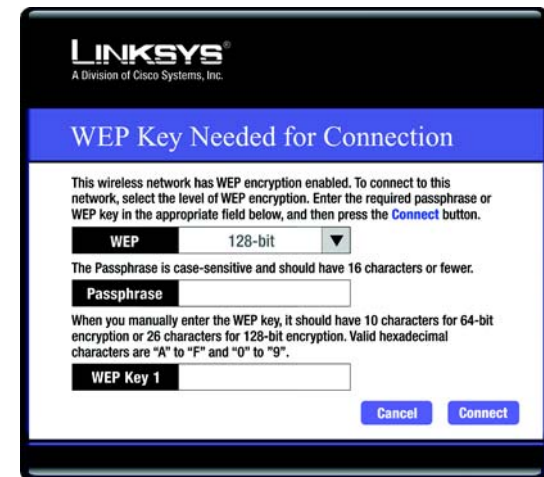 LINKSYS®
A Division of Cisco Systems, Inc.
WEP Key Needed for Connection
This wireless network has WEP encryption enabled. To connect to this
network, select the level of WEP encryption. Enter the required passphrase or
WEP key in the appropriate field below, and then press the Connect button.
WEP 128-bit
The Passphrase is case-sensitive and should have 16 characters or fewer.
Passphrase
When you manually enter the WEP key, it should have 10 characters for 64-bit
encryption or 26 characters for 128-bit encryption. Valid hexadecimal
characters are “A” to “F” and “0” to ”9”.
WEP Key 1
Cancel Connect